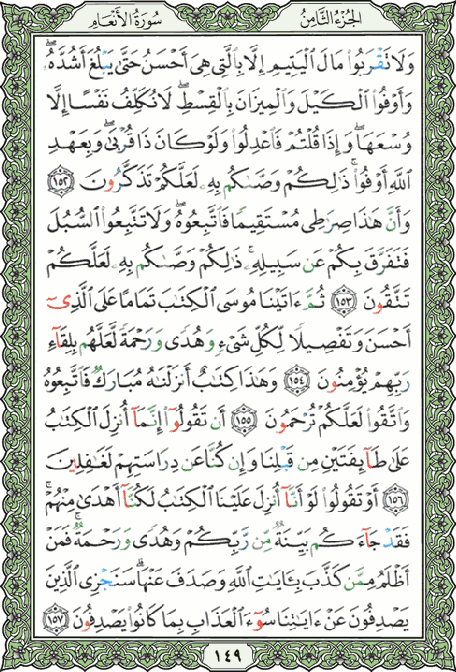 سُورَةُ الأَنْعَامِ
الجُزْءُ الثَّامِنُ
وَلَا تَقْرَبُوا۟ مَالَ ٱلْيَتِيمِ إِلَّا بِٱلَّتِى هِىَ أَحْسَنُ حَتَّىٰ يَبْلُغَ أَشُدَّهُۥ ۖ
وَأَوْفُوا۟ ٱلْكَيْلَ وَٱلْمِيزَانَ بِٱلْقِسْطِ ۖ لَا نُكَلِّفُ نَفْسًا إِلَّا
وُسْعَهَا ۖ وَإِذَا قُلْتُمْ فَٱعْدِلُوا۟ وَلَوْ كَانَ ذَا قُرْبَىٰ ۖ وَبِعَهْدِ
ٱللَّهِ أَوْفُوا۟ ۚ ذَٰلِكُمْ وَصَّىٰكُم بِهِۦ لَعَلَّكُمْ تَذَكَّرُونَ ١٥٢
وَأَنَّ هَـٰذَا صِرَٰطِى مُسْتَقِيمًا فَٱتَّبِعُوهُ ۖ وَلَا تَتَّبِعُوا۟ ٱلسُّبُلَ
فَتَفَرَّقَ بِكُمْ عَن سَبِيلِهِۦ ۚ ذَٰلِكُمْ وَصَّىٰكُم بِهِۦ لَعَلَّكُمْ
تَتَّقُونَ ١٥٣ ثُمَّ ءَاتَيْنَا مُوسَى ٱلْكِتَـٰبَ تَمَامًا عَلَى ٱلَّذِىٓ
أَحْسَنَ وَتَفْصِيلًا لِّكُلِّ شَىْءٍ وَهُدًى وَرَحْمَةً لَّعَلَّهُم بِلِقَآءِ
رَبِّهِمْ يُؤْمِنُونَ ١٥٤ وَهَـٰذَا كِتَـٰبٌ أَنزَلْنَـٰهُ مُبَارَكٌ فَٱتَّبِعُوهُ
وَٱتَّقُوا۟ لَعَلَّكُمْ تُرْحَمُونَ ١٥٥ أَن تَقُولُوٓا۟ إِنَّمَآ أُنزِلَ ٱلْكِتَـٰبُ
عَلَىٰ طَآئِفَتَيْنِ مِن قَبْلِنَا وَإِن كُنَّا عَن دِرَاسَتِهِمْ لَغَـٰفِلِينَ
١٥٦ أَوْ تَقُولُوا۟ لَوْ أَنَّآ أُنزِلَ عَلَيْنَا ٱلْكِتَـٰبُ لَكُنَّآ أَهْدَىٰ مِنْهُمْ ۚ
فَقَدْ جَآءَكُم بَيِّنَةٌ مِّن رَّبِّكُمْ وَهُدًى وَرَحْمَةٌ ۚ فَمَنْ
أَظْلَمُ مِمَّن كَذَّبَ بِـَٔايَـٰتِ ٱللَّهِ وَصَدَفَ عَنْهَا ۗ سَنَجْزِى ٱلَّذِينَ
يَصْدِفُونَ عَنْ ءَايَـٰتِنَا سُوٓءَ ٱلْعَذَابِ بِمَا كَانُوا۟ يَصْدِفُونَ ١٥٧
١٤٩